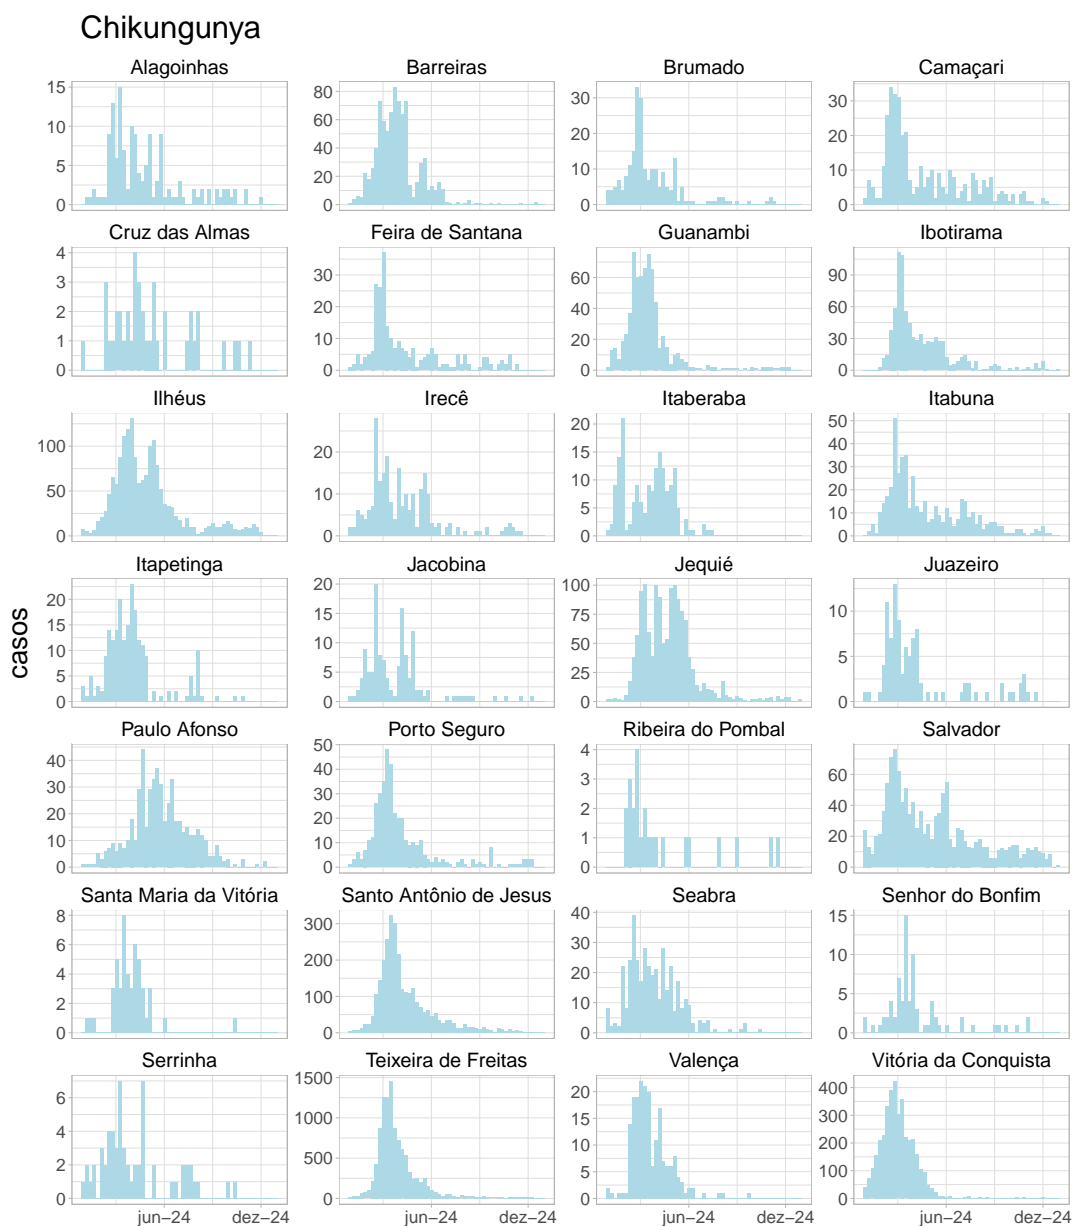 Chikungunya
Alagoinhas Barreiras Brumado Camaçari
15 10 5 0
80 60 40 20 0
30 20 10 0
30 20 10 0
Cruz das Almas Feira de Santana Guanambi Ibotirama
4 3 2 1 0
30 20 10 0
60 40 20 0
90 60 30 0
Ilhéus Irecê Itaberaba Itabuna
100 50 0
20 10 0
20 15 10 5 0
50 40 30 20 10 0
Itapetinga Jacobina Jequié Juazeiro
20 15 10 5 0
20 15 10 5 0
100 75 50 25 0
10 5 0
casos
Paulo Afonso Porto Seguro Ribeira do Pombal Salvador
40 30 20 10 0
50 40 30 20 10 0
4 3 2 1 0
60 40 20 0
Santa Maria da Vitória Santo Antônio de Jesus Seabra Senhor do Bonfim
8 6 4 2 0
300 200 100 0
40 30 20 10 0
15 10 5 0
Serrinha Teixeira de Freitas Valença Vitória da Conquista
6 4 2 0
1500 1000 500 0
20 15 10 5 0
400 300 200 100 0
jun−24 dez−24 jun−24 dez−24 jun−24 dez−24 jun−24 dez−24